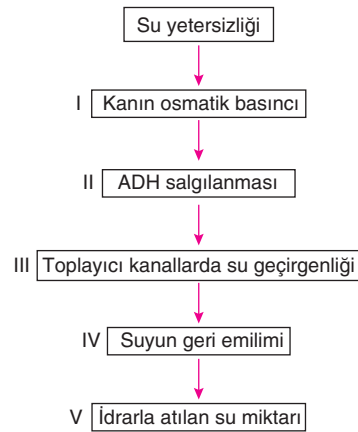 Su yetersizliği
I Kanın osmatik basıncı
II ADH salgılanması
III Toplayıcı kanallarda su geçirgenliği
IV Suyun geri emilimi
V İdrarla atılan su miktarı